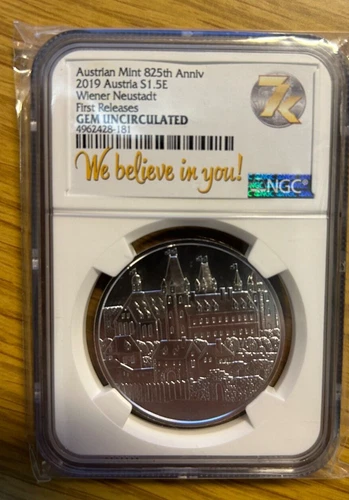 Austrian Mint 825th Anniv
2019 Austria S1.5E
Wiener Neustadt
First Releases
GEM UNCIRCULATED
4962428-181
7K
We believe in you!
NGC